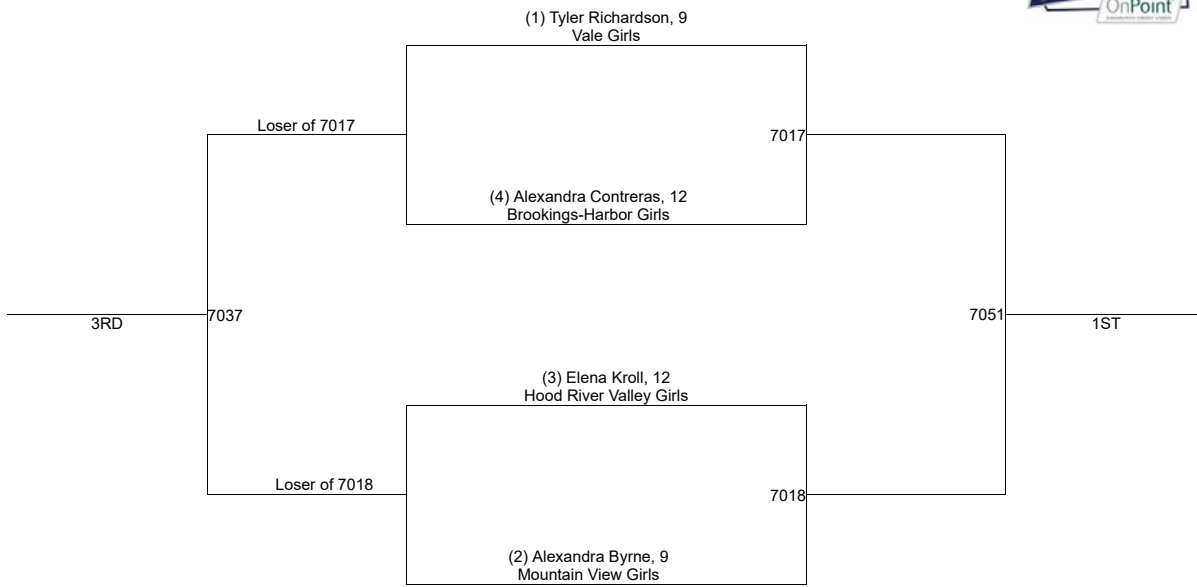 OnPoint
(1) Tyler Richardson, 9
Vale Girls
Loser of 7017
7017
(4) Alexandra Contreras, 12
Brookings-Harbor Girls
3RD
7037
7051
1ST
(3) Elena Kroll, 12
Hood River Valley Girls
Loser of 7018
7018
(2) Alexandra Byrne, 9
Mountain View Girls